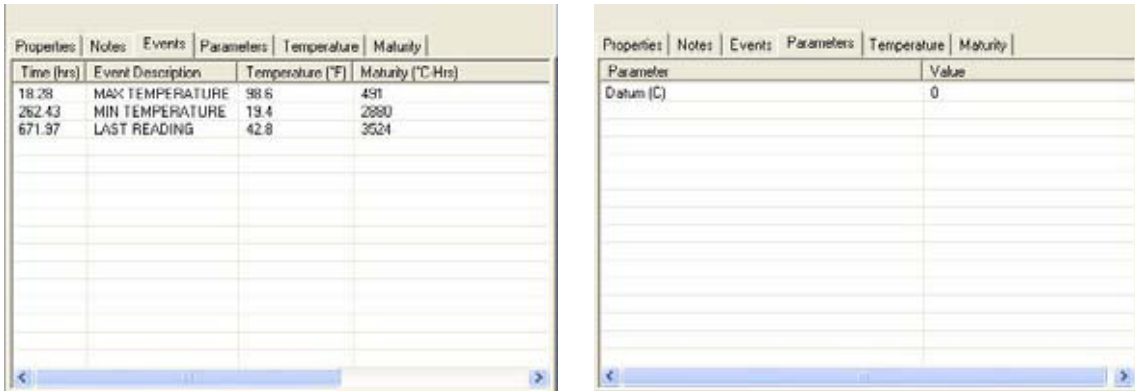 Properties Notes Events Parameters Temperature Maturity
Time (hrs) Event Description Temperature (°F) Maturity (°C-Hrs)
18.28 MAX TEMPERATURE 98.6 491
262.43 MIN TEMPERATURE 19.4 2880
671.97 LAST READING 42.8 3524
Properties Notes Events Parameters Temperature Maturity
Parameter Value
Datum (C) 0